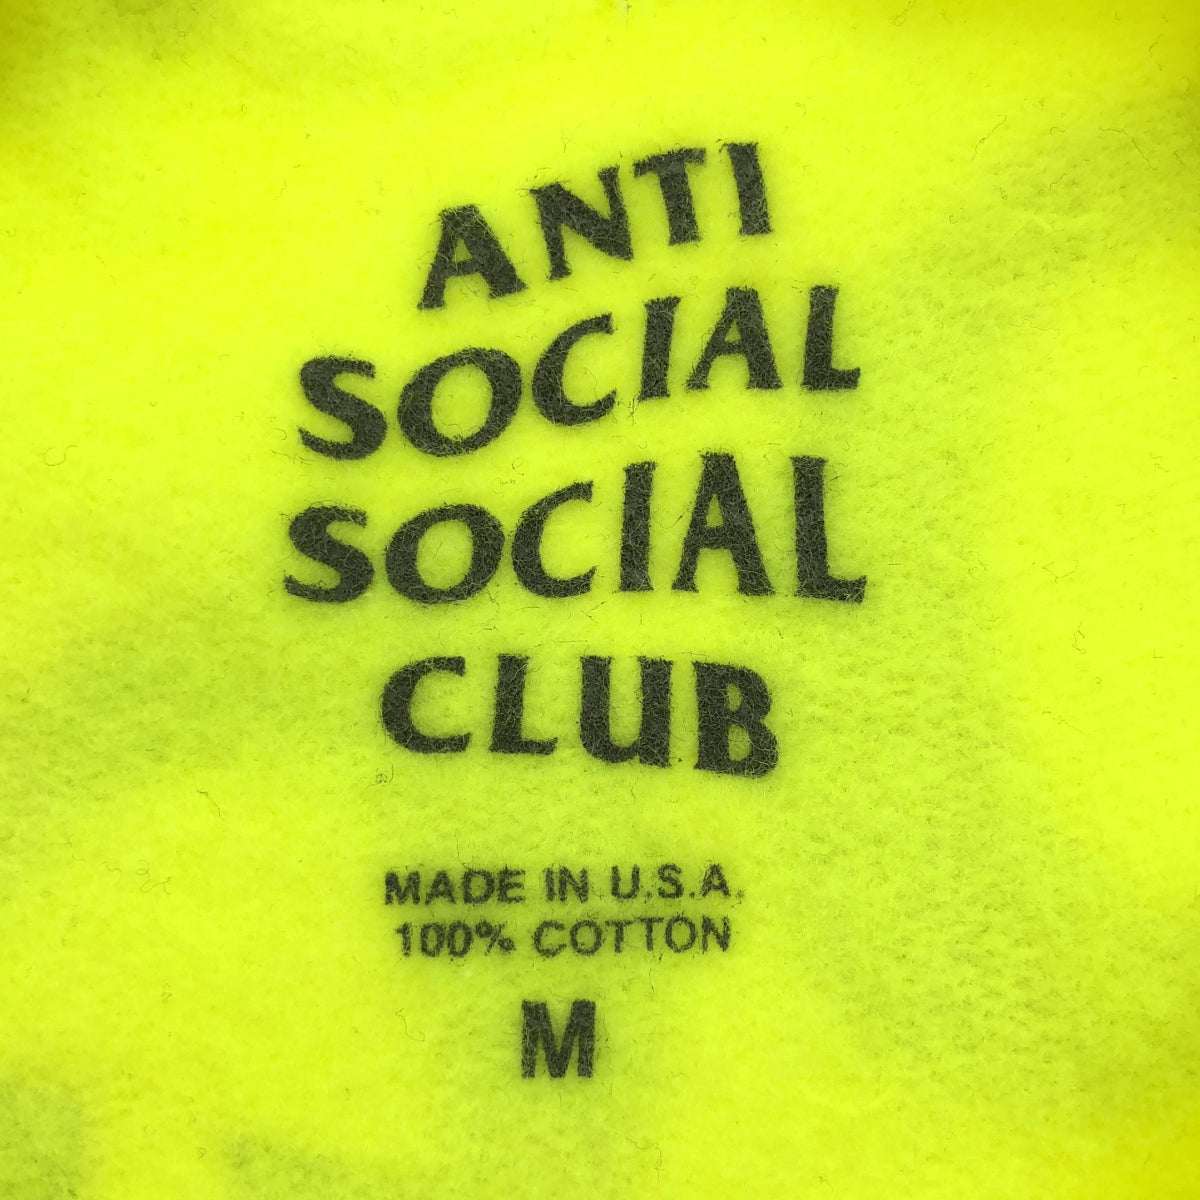 ANTI
SOCIAL
SOCIAL
CLUB
MADE IN U.S.A.
100% COTTON
M